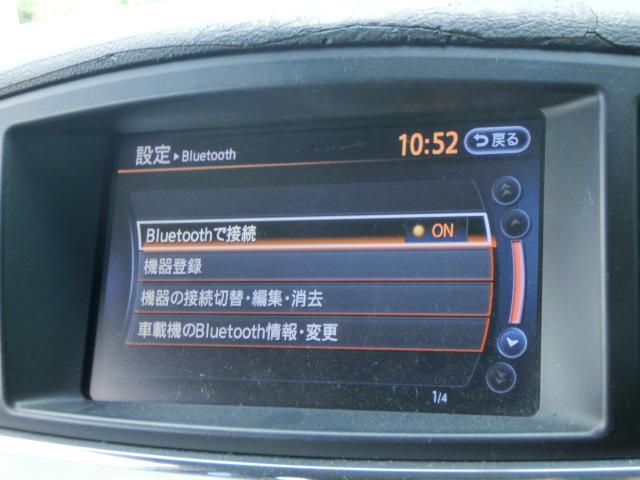 設定▶Bluetooth
10:52
戻る
Bluetoothで接続 ON
機器登録
機器の接続切替・編集・消去
車載機のBluetooth情報・変更
1/4